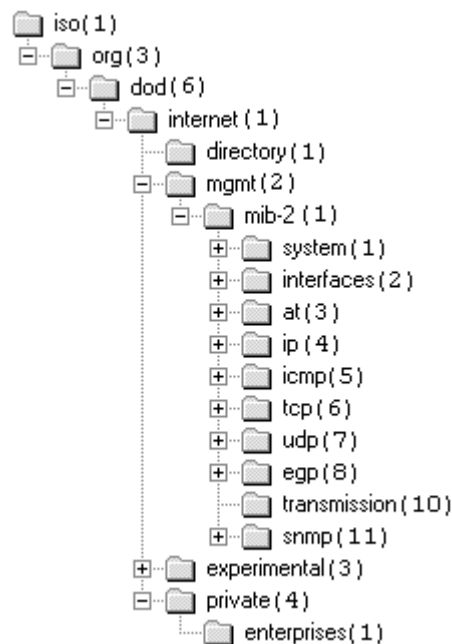 iso(1)
org(3)
dod(6)
internet(1)
directory(1)
mgmt(2)
mib-2(1)
system(1)
interfaces(2)
at(3)
ip(4)
icmp(5)
tcp(6)
udp(7)
egp(8)
transmission(10)
snmp(11)
experimental(3)
private(4)
enterprises(1)